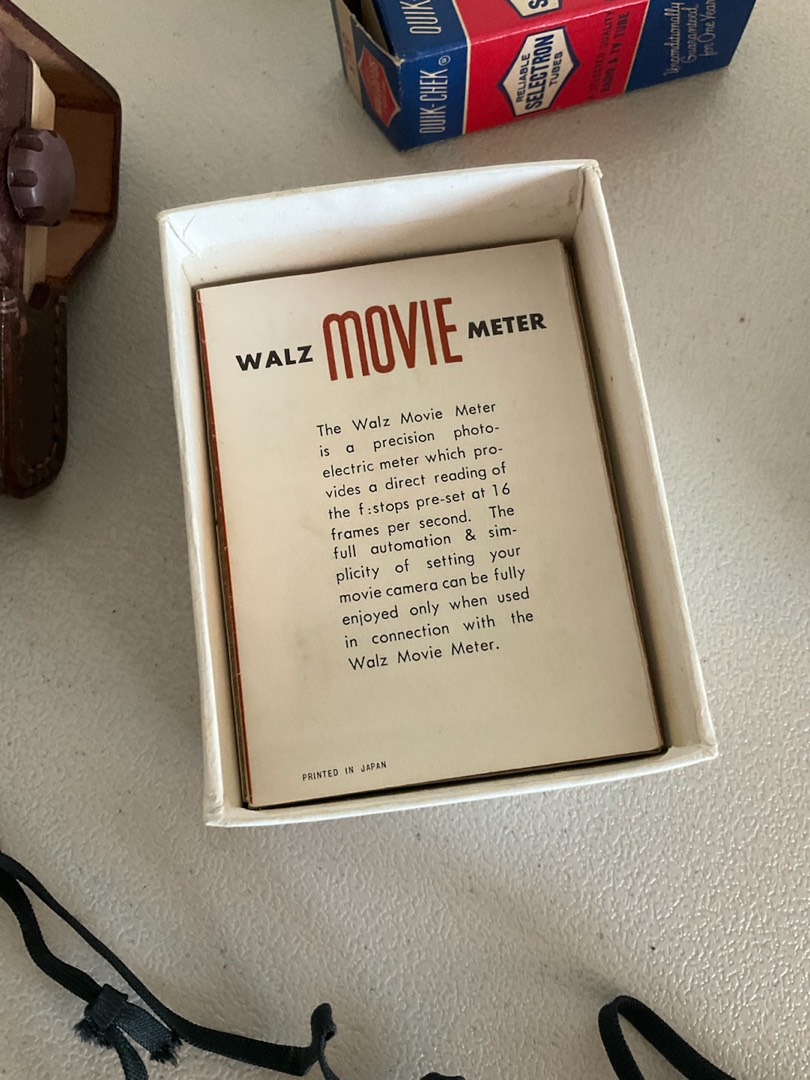 QUIK-CHEK®
RELIABLE
SELECTRON
TUBES
RADIO & TV TUBE
Unconditionally
Guaranteed
for One Year
WALZ MOVIE METER
The Walz Movie Meter
is a precision photo-
electric meter which pro-
vides a direct reading of
the f:stops pre-set at 16
frames per second. The
full automation & sim-
plicity of setting your
movie camera can be fully
enjoyed only when used
in connection with the
Walz Movie Meter.
PRINTED IN JAPAN